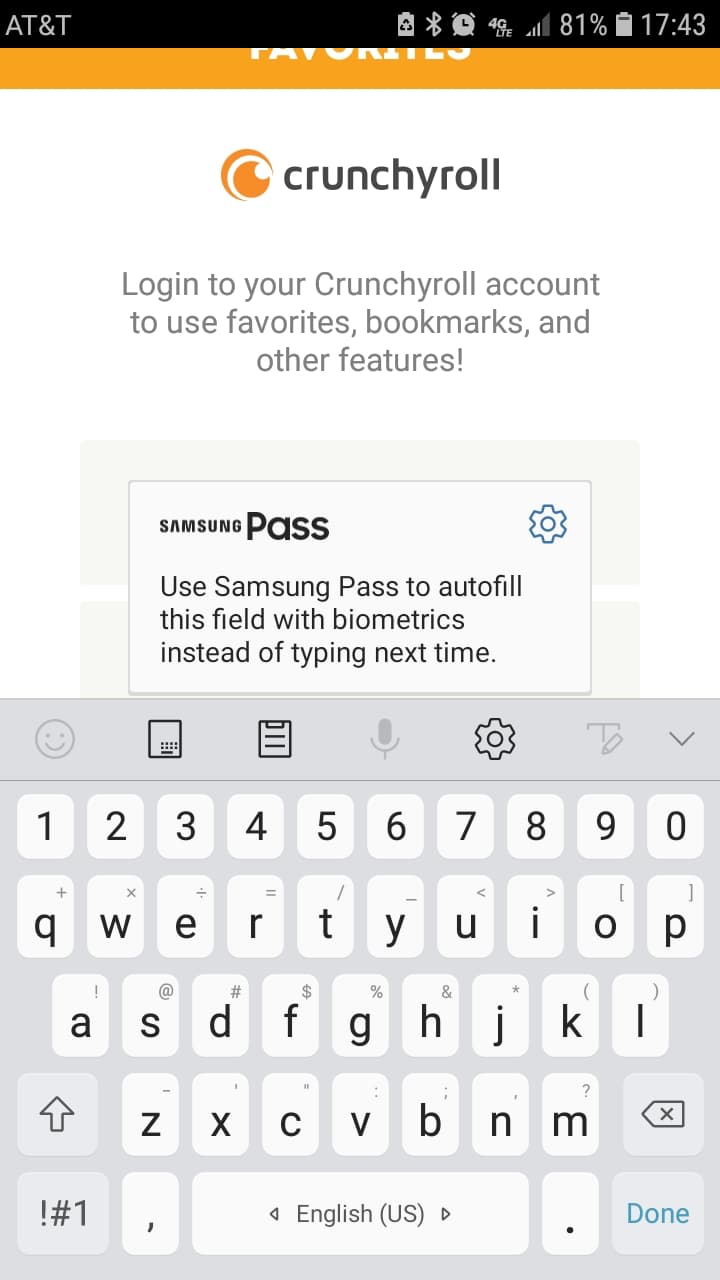 AT&T 4G LTE 81% 17:43
FAVORITES
crunchyroll
Login to your Crunchyroll account
to use favorites, bookmarks, and
other features!
SAMSUNG Pass
Use Samsung Pass to autofill
this field with biometrics
instead of typing next time.
1 2 3 4 5 6 7 8 9 0
+ × ÷ = / _ < > [ ]
q w e r t y u i o p
! @ # $ % & * ( )
a s d f g h j k l
- ' " : ; , ?
z x c v b n m
!#1 , English (US) . Done